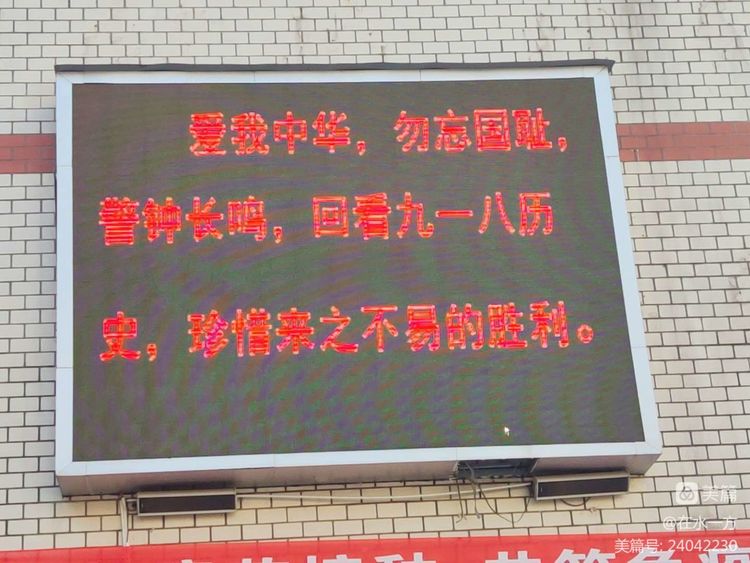 爱我中华，勿忘国耻，
警钟长鸣，回看九一八历
史，珍惜来之不易的胜利。
美篇
@在水一方
美篇号: 24042230